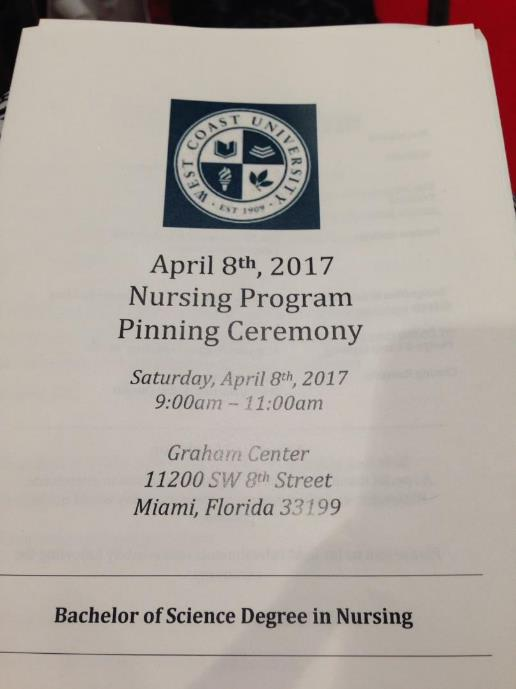 WEST COAST UNIVERSITY
· EST 1909 ·
April 8th, 2017
Nursing Program
Pinning Ceremony
Saturday, April 8th, 2017
9:00am – 11:00am
Graham Center
11200 SW 8th Street
Miami, Florida 33199
Bachelor of Science Degree in Nursing